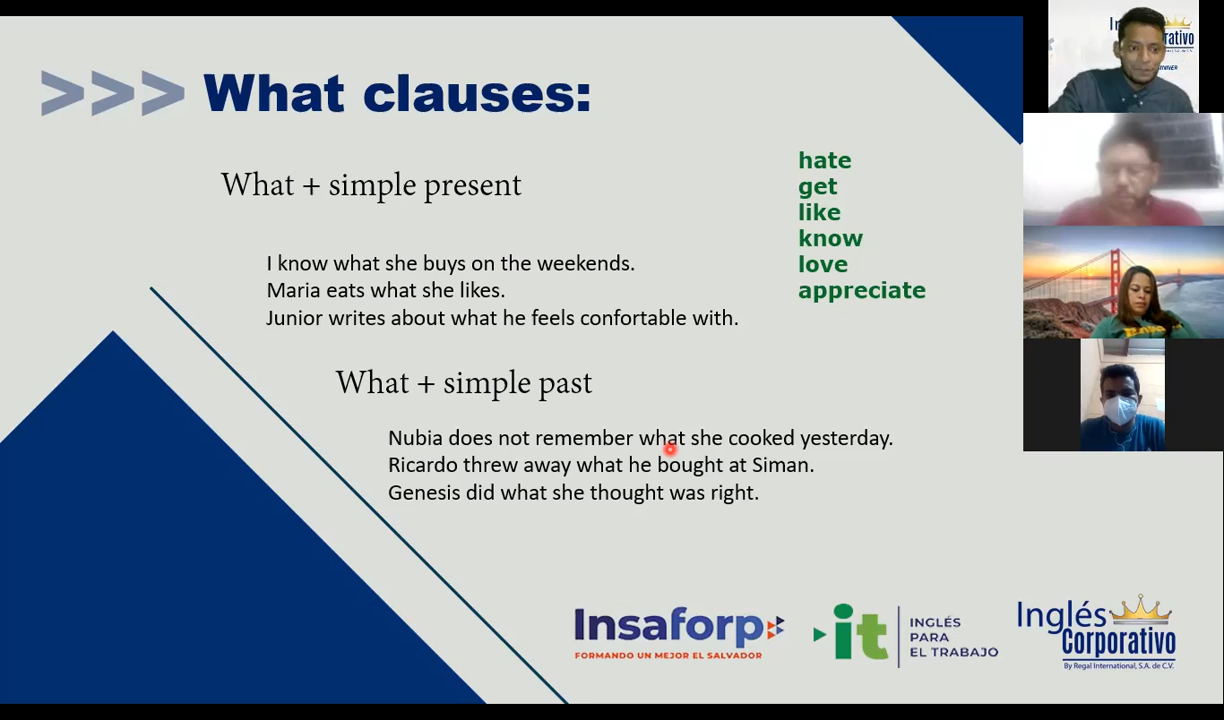 >>> What clauses:
What + simple present
hate
get
like
know
love
appreciate
I know what she buys on the weekends.
Maria eats what she likes.
Junior writes about what he feels confortable with.
What + simple past
Nubia does not remember what she cooked yesterday.
Ricardo threw away what he bought at Siman.
Genesis did what she thought was right.
Insaforp
FORMANDO UN MEJOR EL SALVADOR
it
INGLÉS
PARA
EL TRABAJO
Inglés
Corporativo
By Regal International, S.A. de C.V.